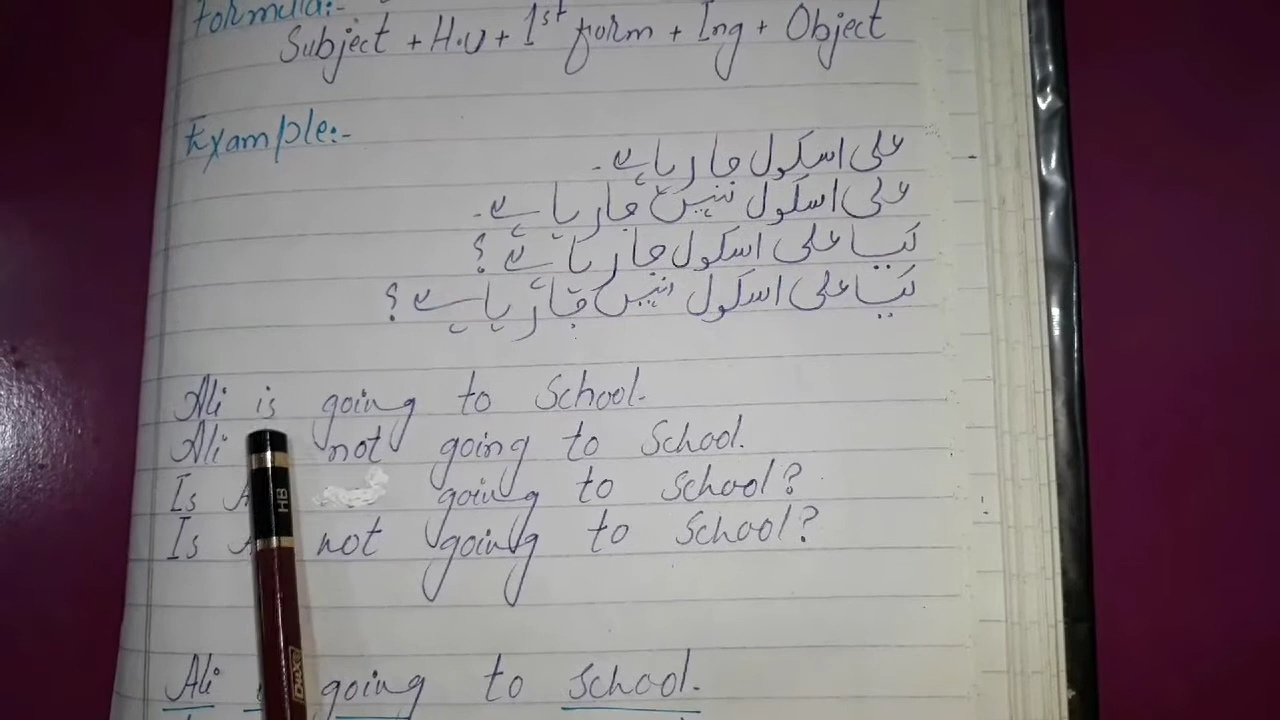 Formula:-
Subject + H.V + 1st form + Ing + Object
Example:-
علی اسکول جا رہا ہے۔
علی اسکول نہیں جا رہا ہے۔
کیا علی اسکول جا رہا ہے؟
کیا علی اسکول نہیں جا رہا ہے؟
Ali is going to School.
Ali not going to School.
Is going to School?
Is not going to School?
Ali going to School.
HB